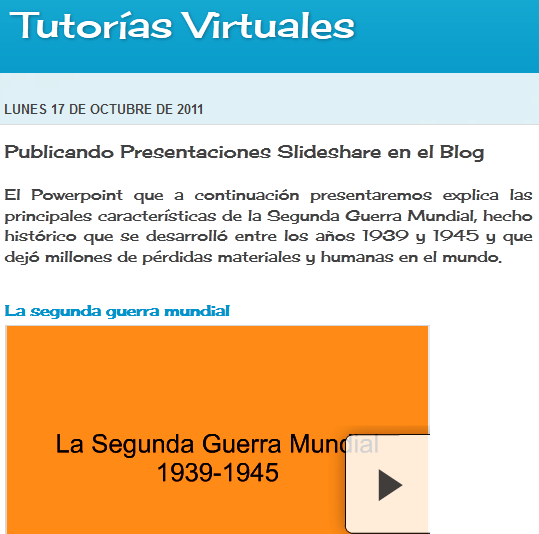 Tutorías Virtuales
LUNES 17 DE OCTUBRE DE 2011
Publicando Presentaciones Slideshare en el Blog
El Powerpoint que a continuación presentaremos explica las
principales características de la Segunda Guerra Mundial, hecho
histórico que se desarrolló entre los años 1939 y 1945 y que
dejó millones de pérdidas materiales y humanas en el mundo.
La segunda guerra mundial
La Segunda Guerra Mundial
1939-1945